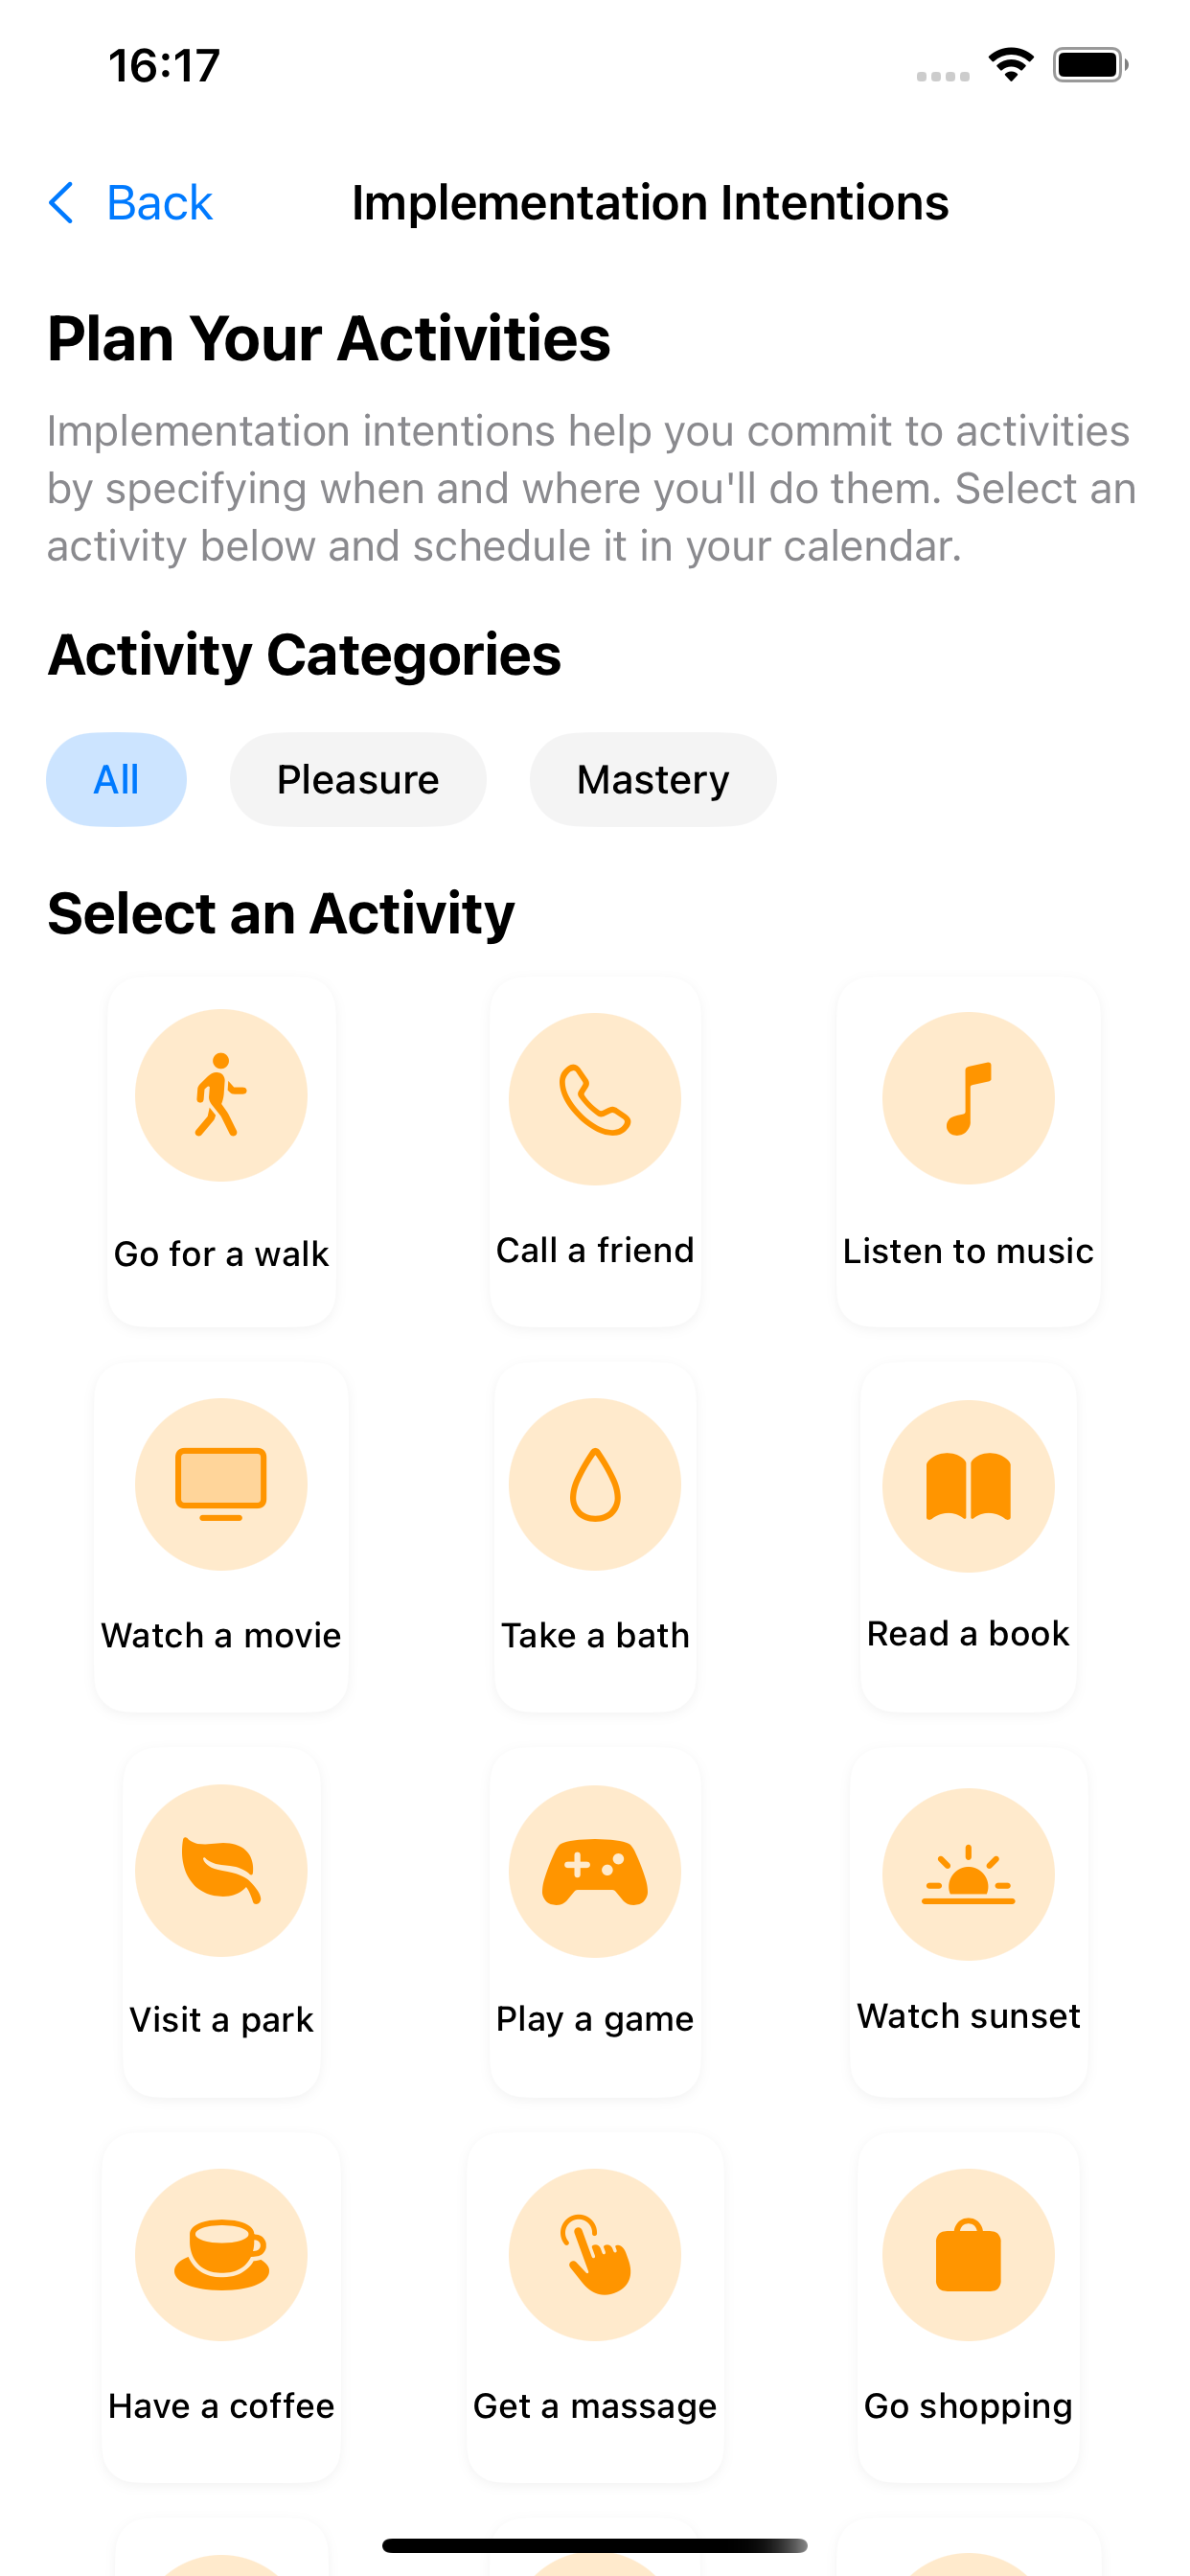 16:17
Back
Implementation Intentions
Plan Your Activities
Implementation intentions help you commit to activities
by specifying when and where you'll do them. Select an
activity below and schedule it in your calendar.
Activity Categories
All
Pleasure
Mastery
Select an Activity
Go for a walk
Call a friend
Listen to music
Watch a movie
Take a bath
Read a book
Visit a park
Play a game
Watch sunset
Have a coffee
Get a massage
Go shopping